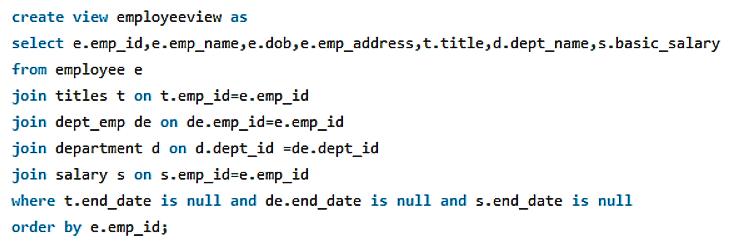 create view employeeview as
select e.emp_id,e.emp_name,e.dob,e.emp_address,t.title,d.dept_name,s.basic_salary
from employee e
join titles t on t.emp_id=e.emp_id
join dept_emp de on de.emp_id=e.emp_id
join department d on d.dept_id =de.dept_id
join salary s on s.emp_id=e.emp_id
where t.end_date is null and de.end_date is null and s.end_date is null
order by e.emp_id;